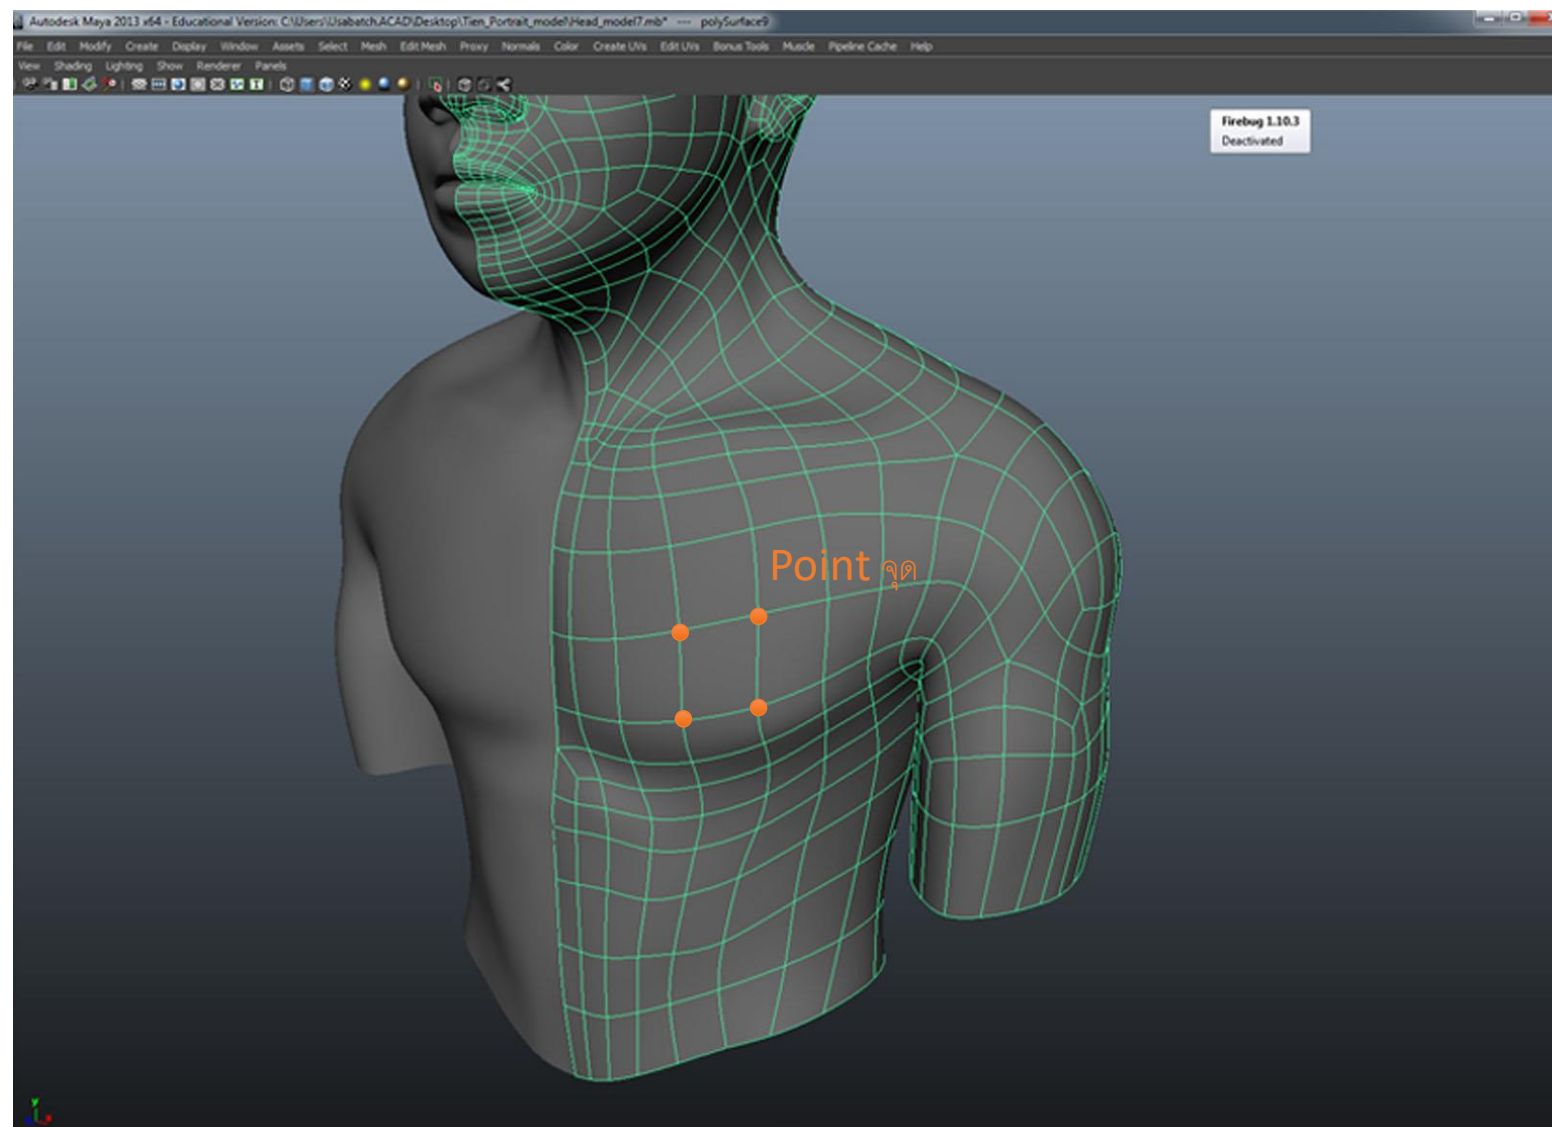 Autodesk Maya 2013 x64 - Educational Version: C:\Users\Usabatch.ACAD\Desktop\Tien_Portrait_model\Head_model7.mb* --- polySurface9
File Edit Modify Create Display Window Assets Select Mesh Edit Mesh Proxy Normals Color Create UVs Edit UVs Bonus Tools Muscle Pipeline Cache Help
View Shading Lighting Show Renderer Panels
Firebug 1.10.3
Deactivated
Point จุด
y
x